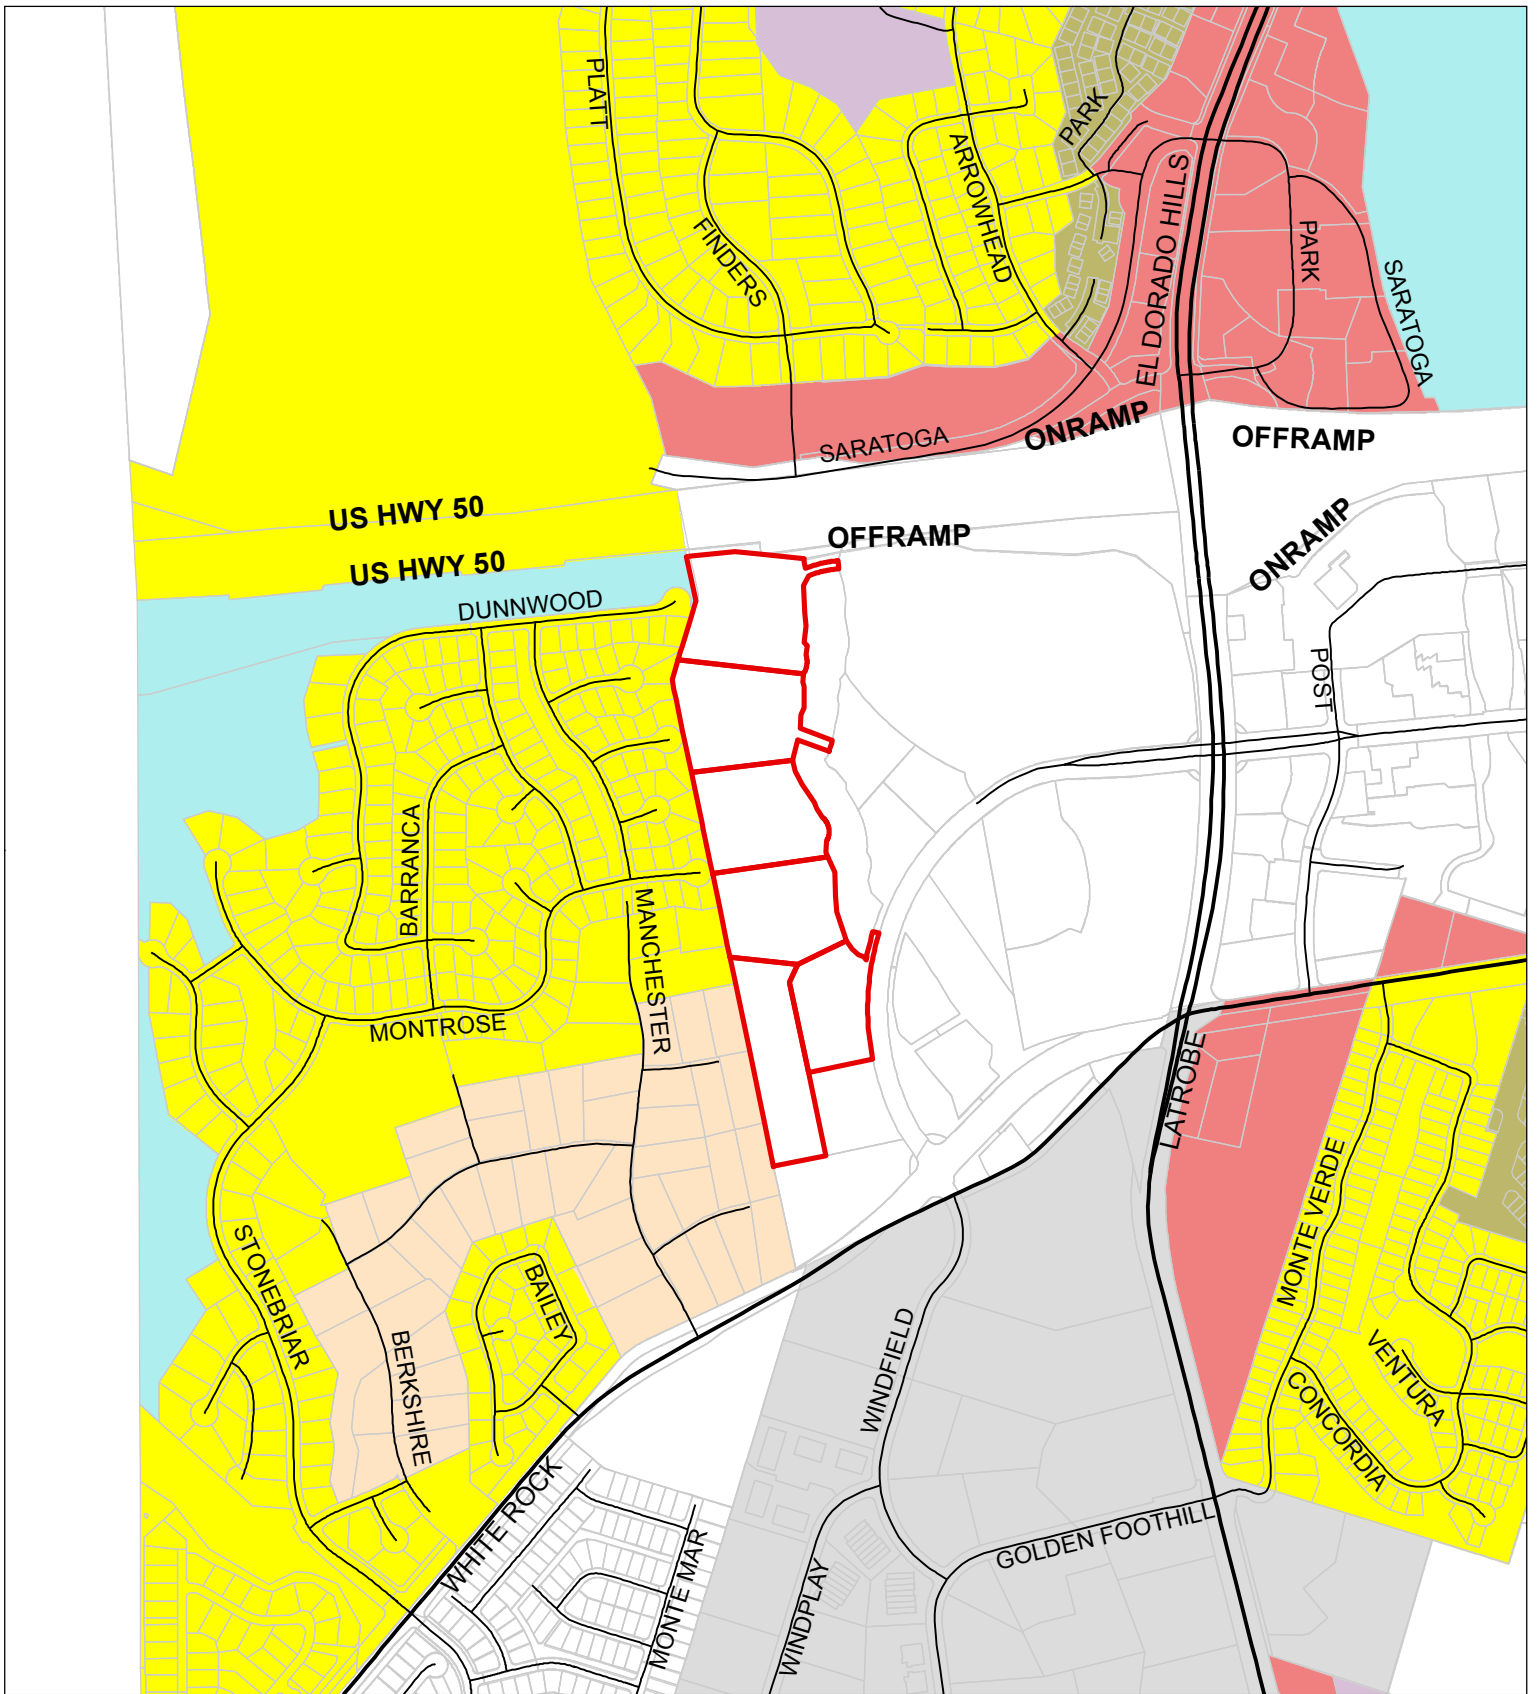 PLATT
PARK
ARROWHEAD
FINDERS
EL DORADO HILLS
PARK
SARATOGA
ONRAMP
OFFRAMP
SARATOGA
US HWY 50
OFFRAMP
ONRAMP
US HWY 50
DUNNWOOD
POST
BARRANCA
MANCHESTER
MONTROSE
LATROBE
MONTE VERDE
STONEBRIAR
BAILEY
BERKSHIRE
WINDFIELD
VENTURA
CONCORDIA
WHITE ROCK
GOLDEN FOOTHILL
MONTE MAR
WINDPLAY